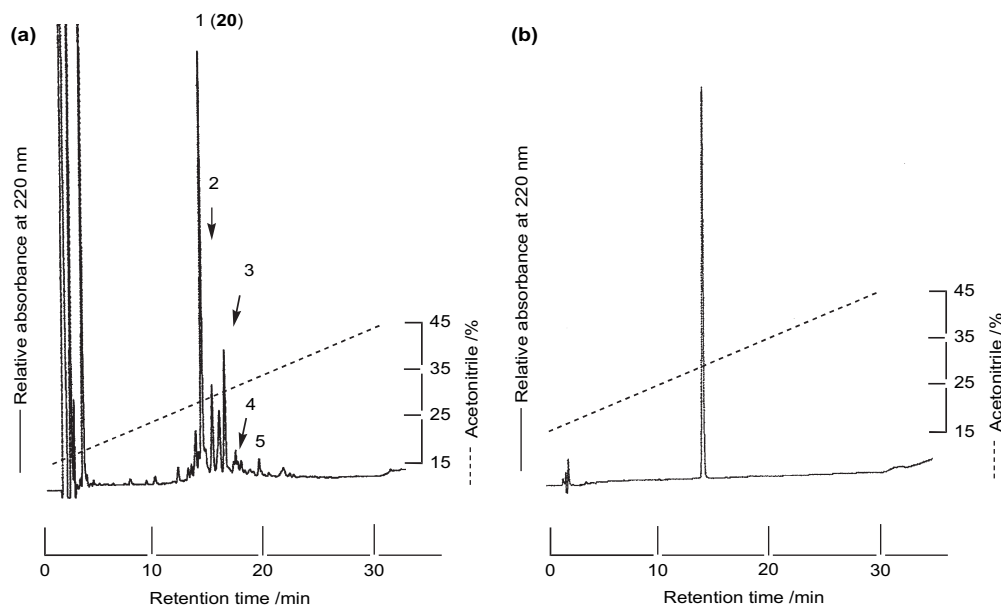 (a)
1 (20)
2
3
4
5
Relative absorbance at 220 nm
45
35
25
15
Acetonitrile /%
0 10 20 30
Retention time /min
(b)
Relative absorbance at 220 nm
45
35
25
15
Acetonitrile /%
0 10 20 30
Retention time /min